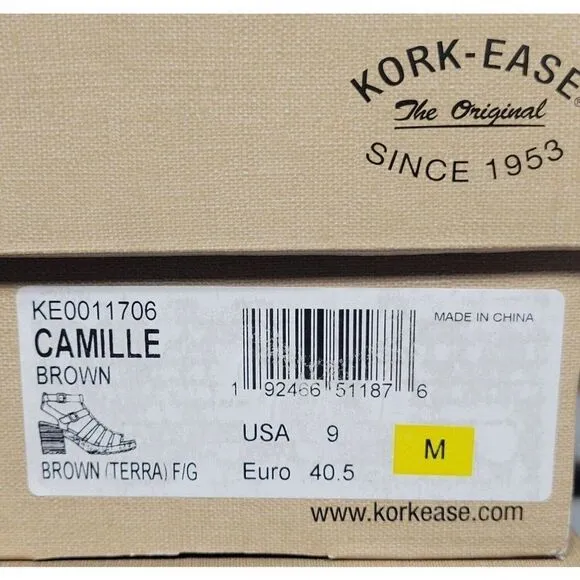 KORK-EASE®
The Original
SINCE 1953
KE0011706
CAMILLE
BROWN
BROWN (TERRA) F/G
1 92466 51187 6
MADE IN CHINA
USA 9
Euro 40.5
M
www.korkease.com